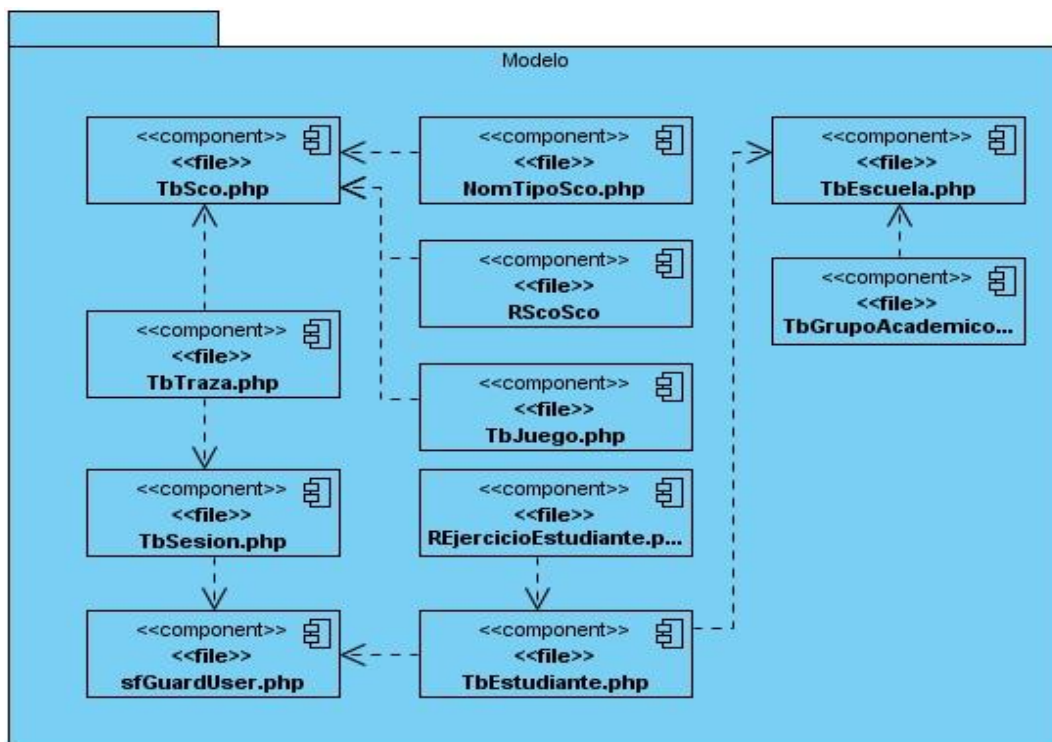 Modelo
<<component>>
<<file>>
TbSco.php
<<component>>
<<file>>
NomTipoSco.php
<<component>>
<<file>>
TbEscuela.php
<<component>>
<<file>>
RScoSco
<<component>>
<<file>>
TbGrupoAcademico...
<<component>>
<<file>>
TbTraza.php
<<component>>
<<file>>
TbJuego.php
<<component>>
<<file>>
TbSesion.php
<<component>>
<<file>>
REjercicioEstudiante.p...
<<component>>
<<file>>
sfGuardUser.php
<<component>>
<<file>>
TbEstudiante.php